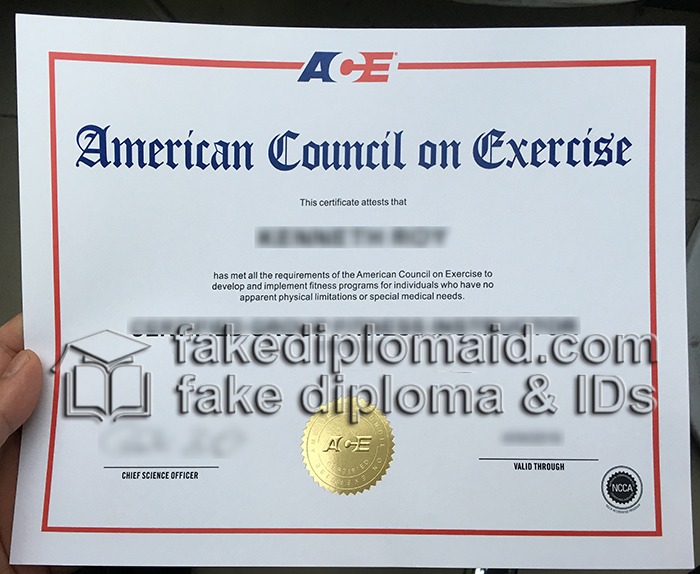 ACE
American Council on Exercise
This certificate attests that
KENNETH ROY
has met all the requirements of the American Council on Exercise to
develop and implement fitness programs for individuals who have no
apparent physical limitations or special medical needs.
fakediplomaid.com
fake diploma & IDs
ACE
CHIEF SCIENCE OFFICER
VALID THROUGH
NCCA